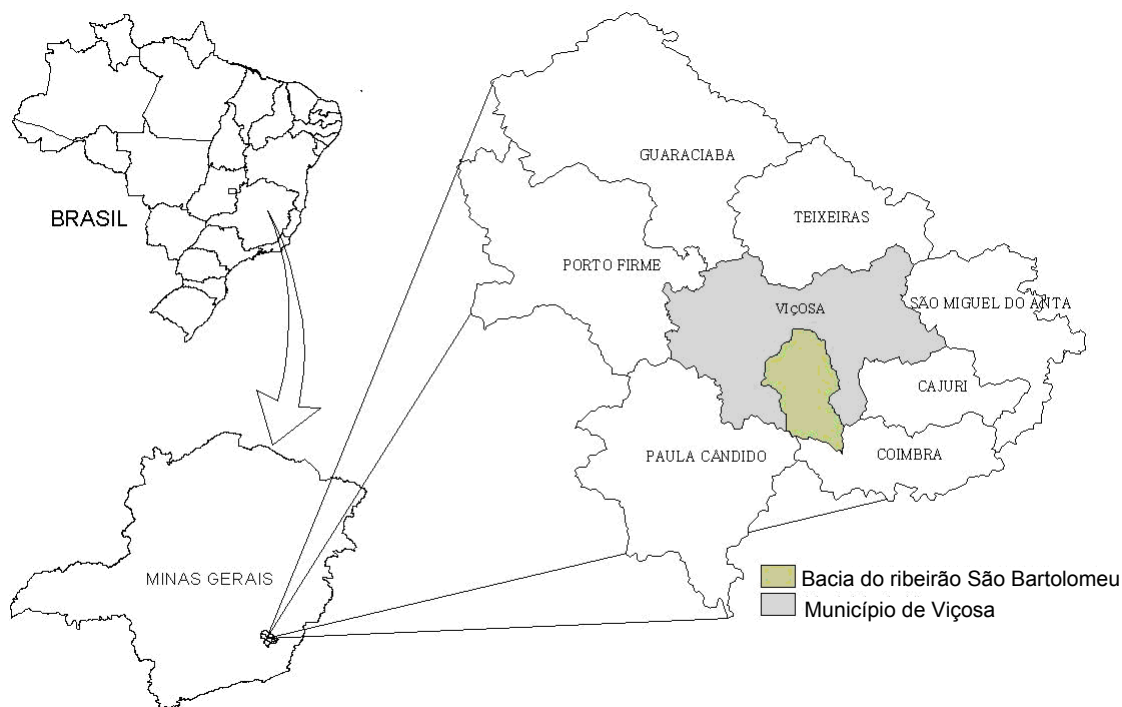 GUARACIABA
BRASIL
TEIXEIRAS
PORTO FIRME
VIÇOSA
SÃO MIGUEL DO ANTA
CAJURI
PAULA CANDIDO
COIMBRA
MINAS GERAIS
Bacia do ribeirão São Bartolomeu
Município de Viçosa